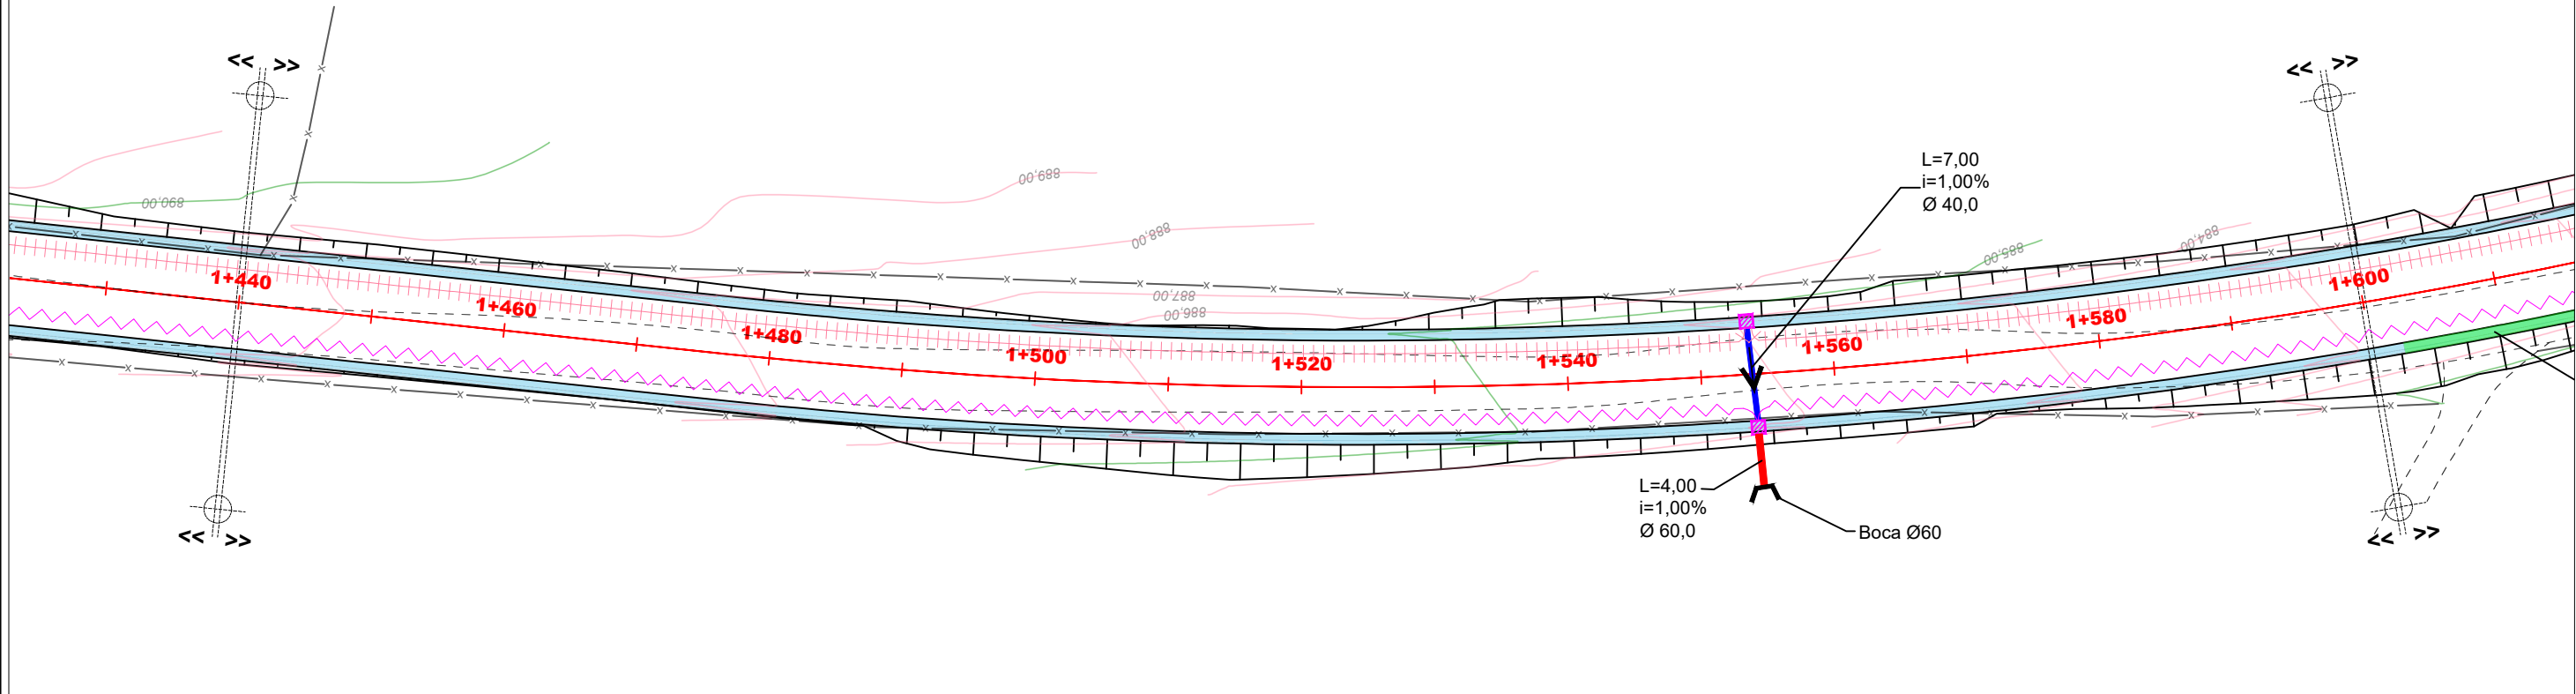 << >>
<< >>
L=7,00
i=1,00%
Ø 40,0
889,00
890,00
888,00
884,00
885,00
1+440
1+460
1+480
1+500
1+520
1+540
1+560
1+580
1+600
887,00
886,00
L=4,00
i=1,00%
Ø 60,0
Boca Ø60
<< >>
<< >>